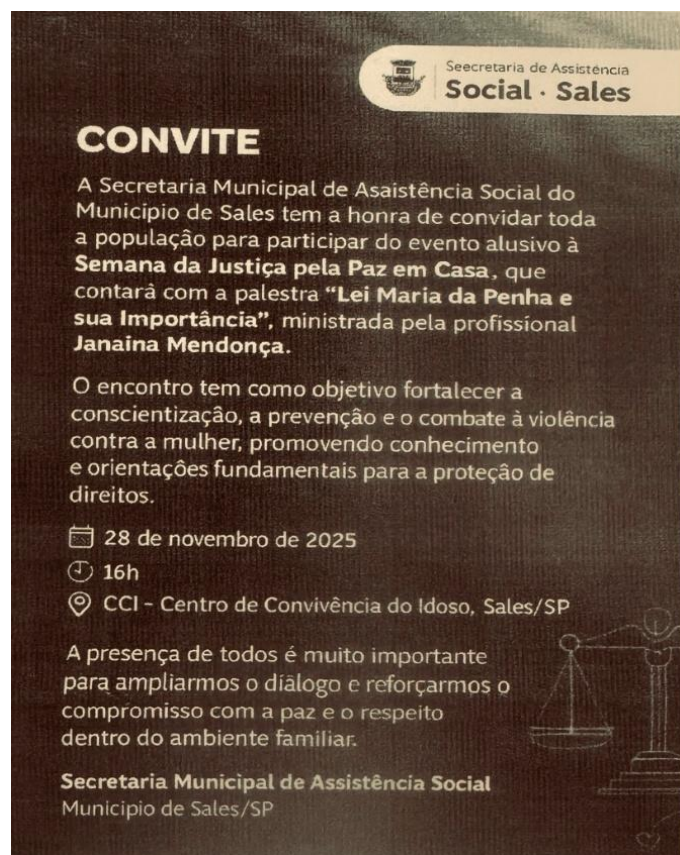 Seecretaria de Assistência
Social · Sales
CONVITE
A Secretaria Municipal de Asaistência Social do
Municipio de Sales tem a honra de convidar toda
a população para participar do evento alusivo à
Semana da Justiça pela Paz em Casa, que
contarà com a palestra “Lei Maria da Penha e
sua Importância”, ministrada pela profissional
Janaina Mendonça.
O encontro tem como objetivo fortalecer a
conscientização, a prevenção e o combate à violência
contra a mulher, promovendo conhecimento
e orientações fundamentais para a proteção de
direitos.
28 de novembro de 2025
16h
CCI – Centro de Convivência do Idoso, Sales/SP
A presença de todos é muito importante
para ampliarmos o diálogo e reforçarmos o
compromisso com a paz e o respeito
dentro do ambiente familiar.
Secretaria Municipal de Assistência Social
Municipio de Sales/SP